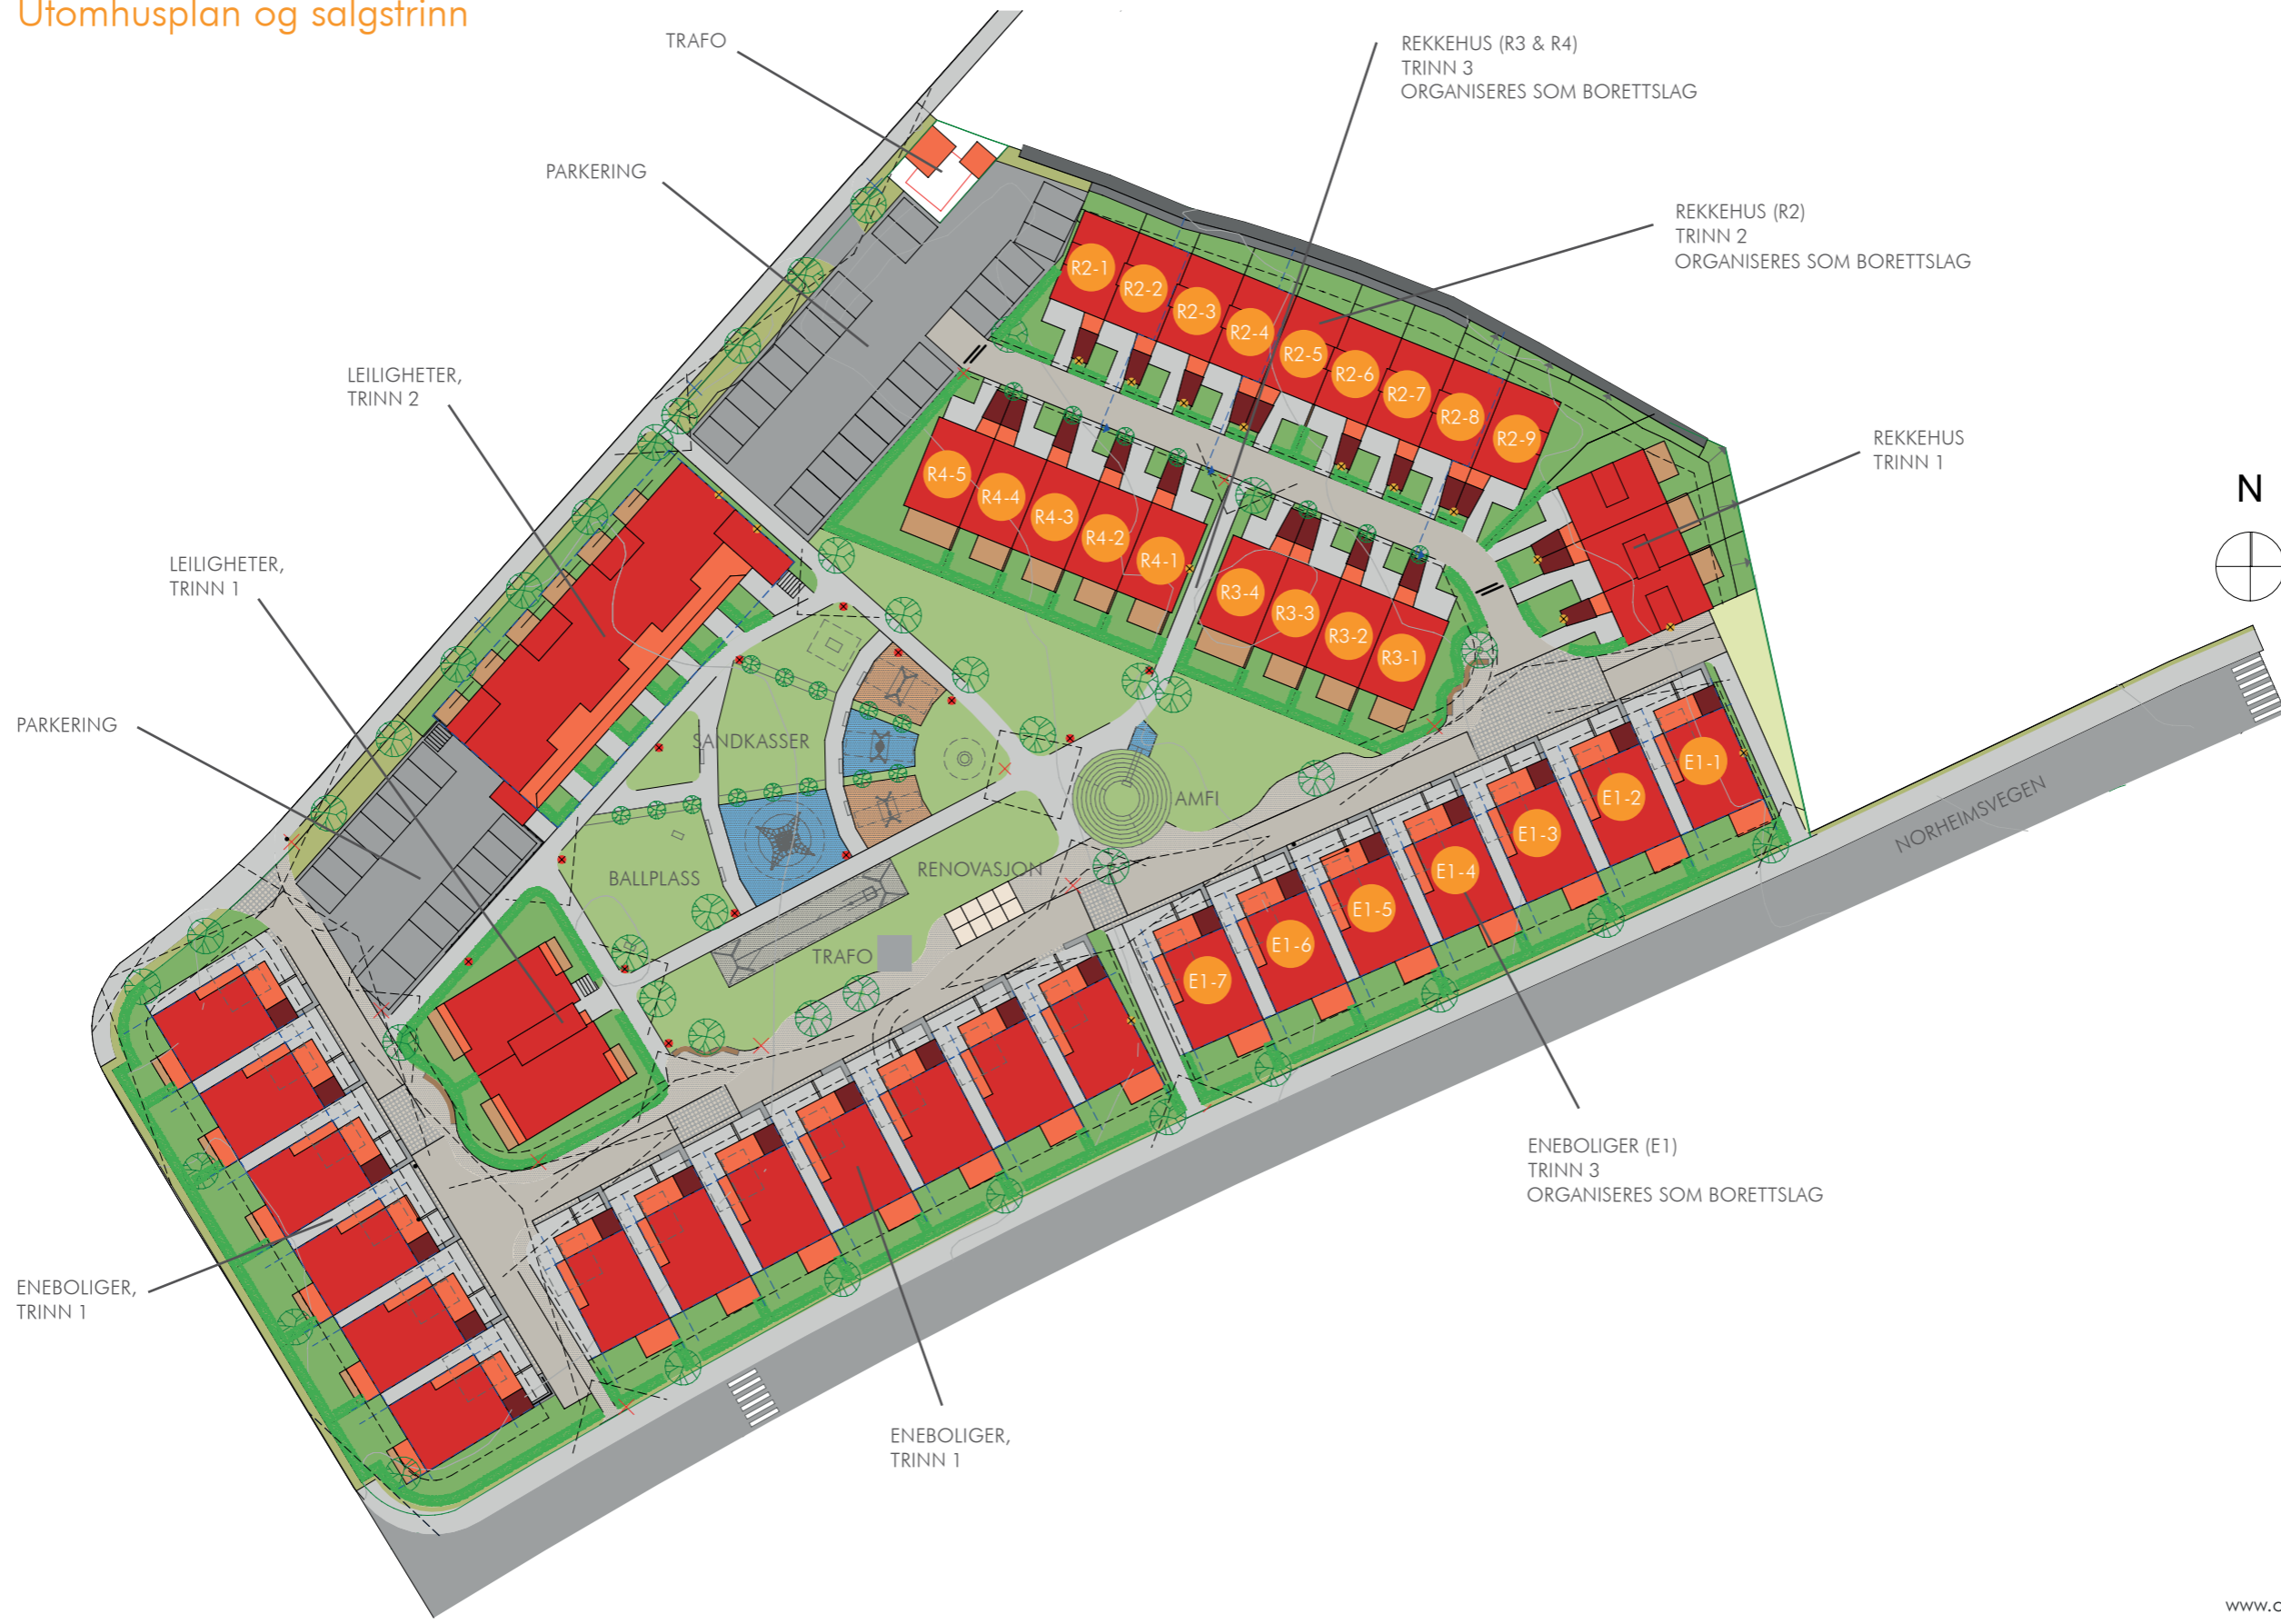 Utomhusplan og salgstrinn
TRAFO
REKKEHUS (R3 & R4)
TRINN 3
ORGANISERES SOM BORETTSLAG
PARKERING
REKKEHUS (R2)
TRINN 2
ORGANISERES SOM BORETTSLAG
R2-1
R2-2
R2-3
R2-4
R2-5
R2-6
R2-7
R2-8
R2-9
LEILIGHETER,
TRINN 2
REKKEHUS
TRINN 1
N
R4-5
R4-4
R4-3
R4-2
R4-1
LEILIGHETER,
TRINN 1
R3-4
R3-3
R3-2
R3-1
PARKERING
SANDKASSER
AMFI
E1-1
E1-2
E1-3
E1-4
E1-5
E1-6
E1-7
NORHEIMSVEGEN
BALLPLASS
RENOVASJON
TRAFO
ENEBOLIGER (E1)
TRINN 3
ORGANISERES SOM BORETTSLAG
ENEBOLIGER,
TRINN 1
ENEBOLIGER,
TRINN 1